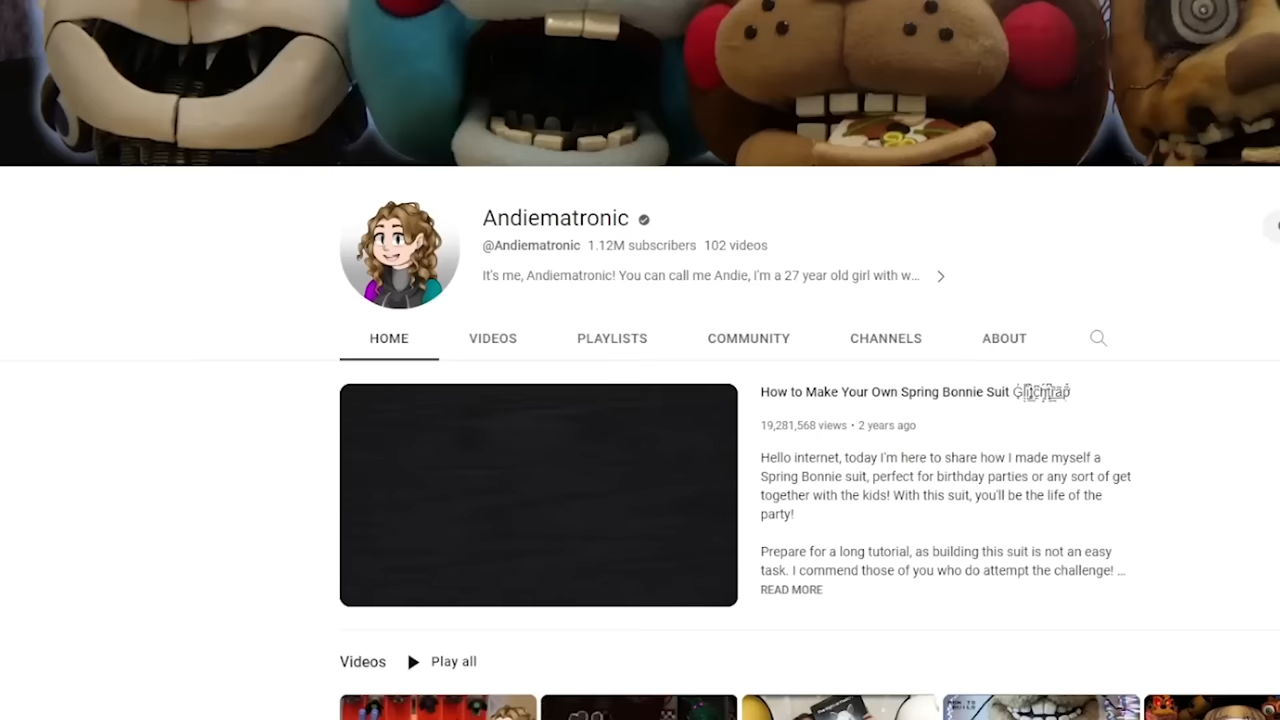 Andiematronic
@Andiematronic 1.12M subscribers 102 videos
It's me, Andiematronic! You can call me Andie, I'm a 27 year old girl with w...
HOME VIDEOS PLAYLISTS COMMUNITY CHANNELS ABOUT
How to Make Your Own Spring Bonnie Suit Glitchtrap
19,281,568 views • 2 years ago
Hello internet, today I'm here to share how I made myself a
Spring Bonnie suit, perfect for birthday parties or any sort of get
together with the kids! With this suit, you'll be the life of the
party!
Prepare for a long tutorial, as building this suit is not an easy
task. I commend those of you who do attempt the challenge! ...
READ MORE
Videos Play all